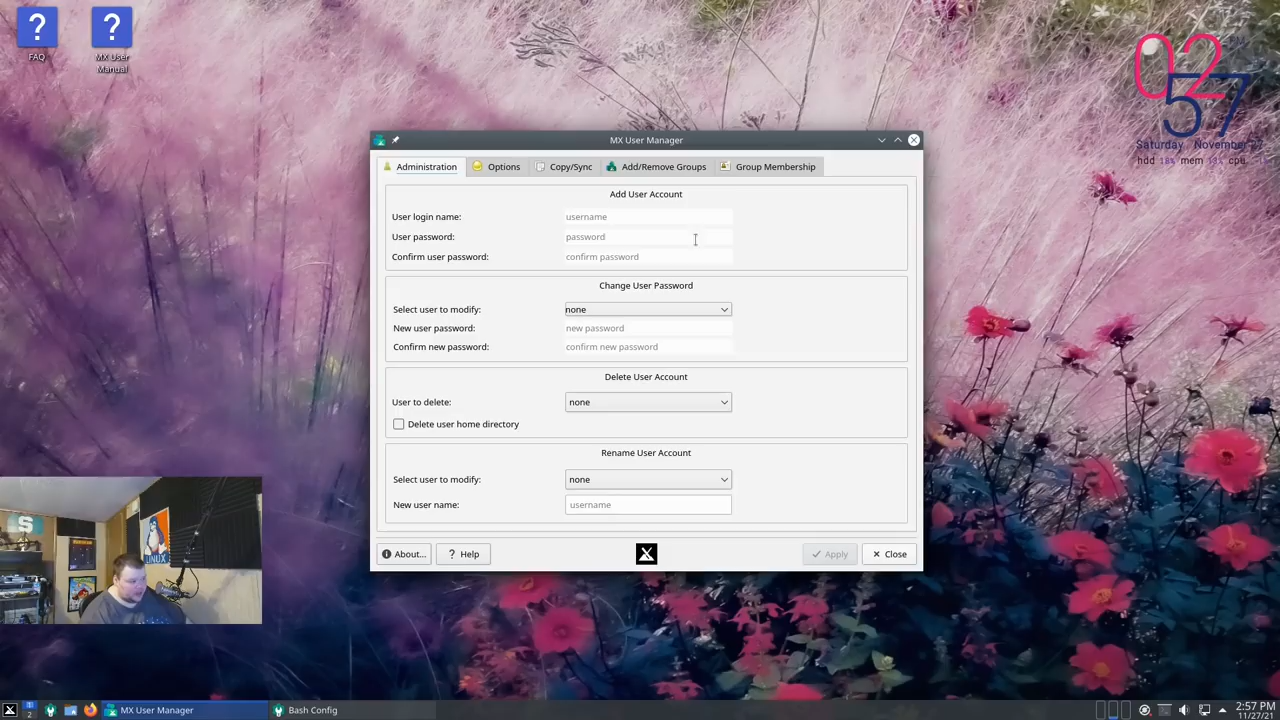 FAQ
MX User
Manual
02
57
Saturday November 27
hdd 18% mem 13% cpu
MX User Manager
Administration
Options
Copy/Sync
Add/Remove Groups
Group Membership
Add User Account
User login name: username
User password: password
Confirm user password: confirm password
Change User Password
Select user to modify: none
New user password: new password
Confirm new password: confirm new password
Delete User Account
User to delete: none
Delete user home directory
Rename User Account
Select user to modify: none
New user name: username
About...
? Help
Apply
Close
S
LINUX
2
MX User Manager
Bash Config
2:57 PM
11/27/21